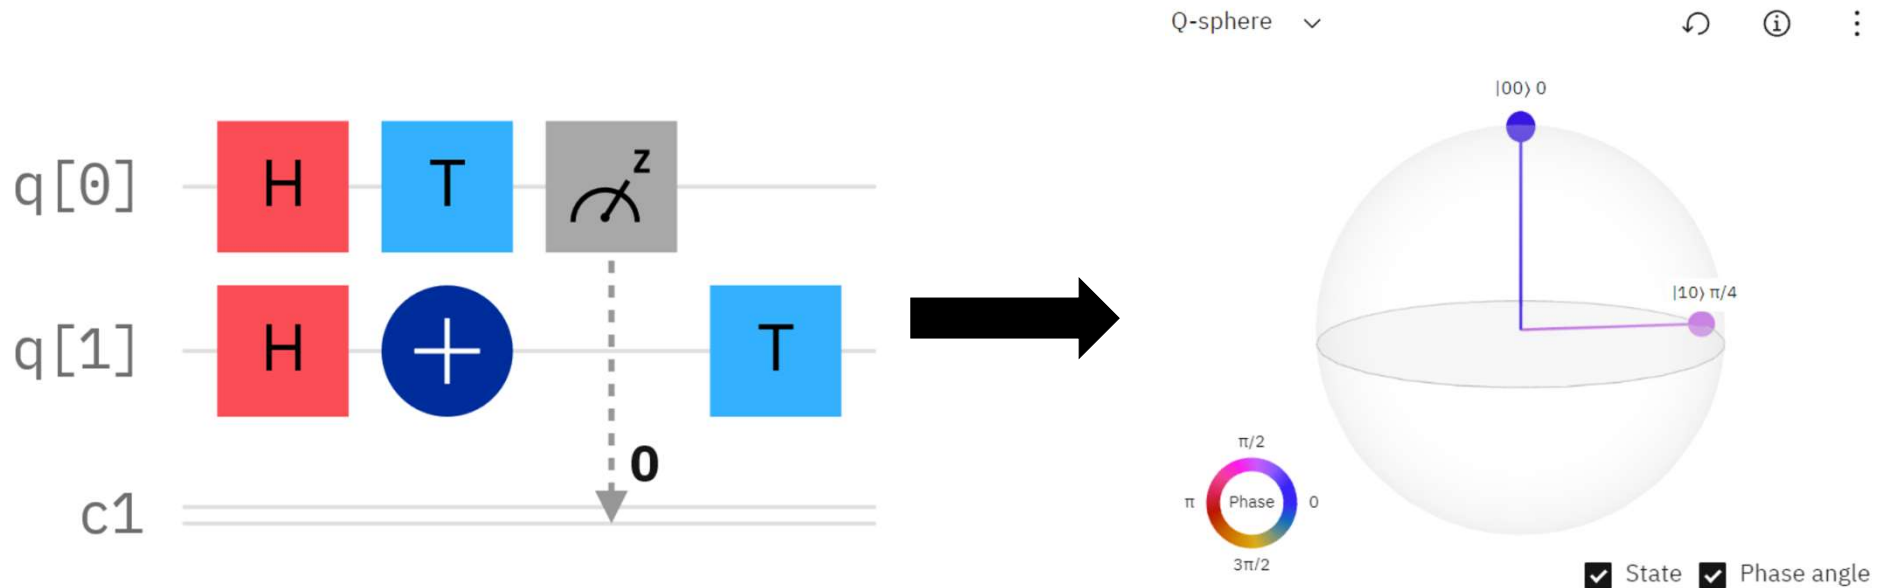 q[0] H T z
q[1] H T
0
c1
Q-sphere
|00⟩ 0
|10⟩ π/4
π/2
π Phase 0
3π/2
State Phase angle